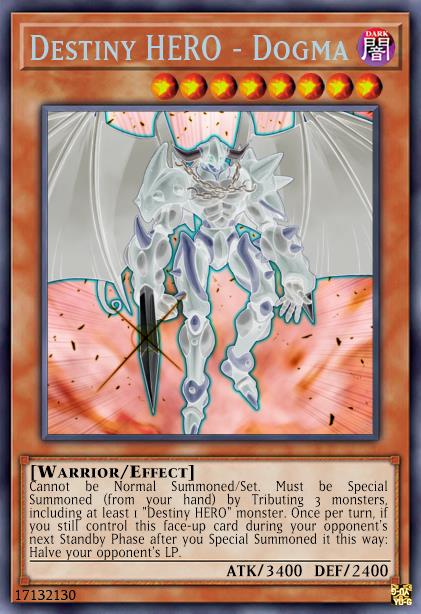 Destiny HERO - Dogma
DARK
闇
[Warrior/Effect]
Cannot be Normal Summoned/Set. Must be Special
Summoned (from your hand) by Tributing 3 monsters,
including at least 1 "Destiny HERO" monster. Once per turn, if
you still control this face-up card during your opponent's
next Standby Phase after you Special Summoned it this way:
Halve your opponent's LP.
ATK/3400 DEF/2400
17132130